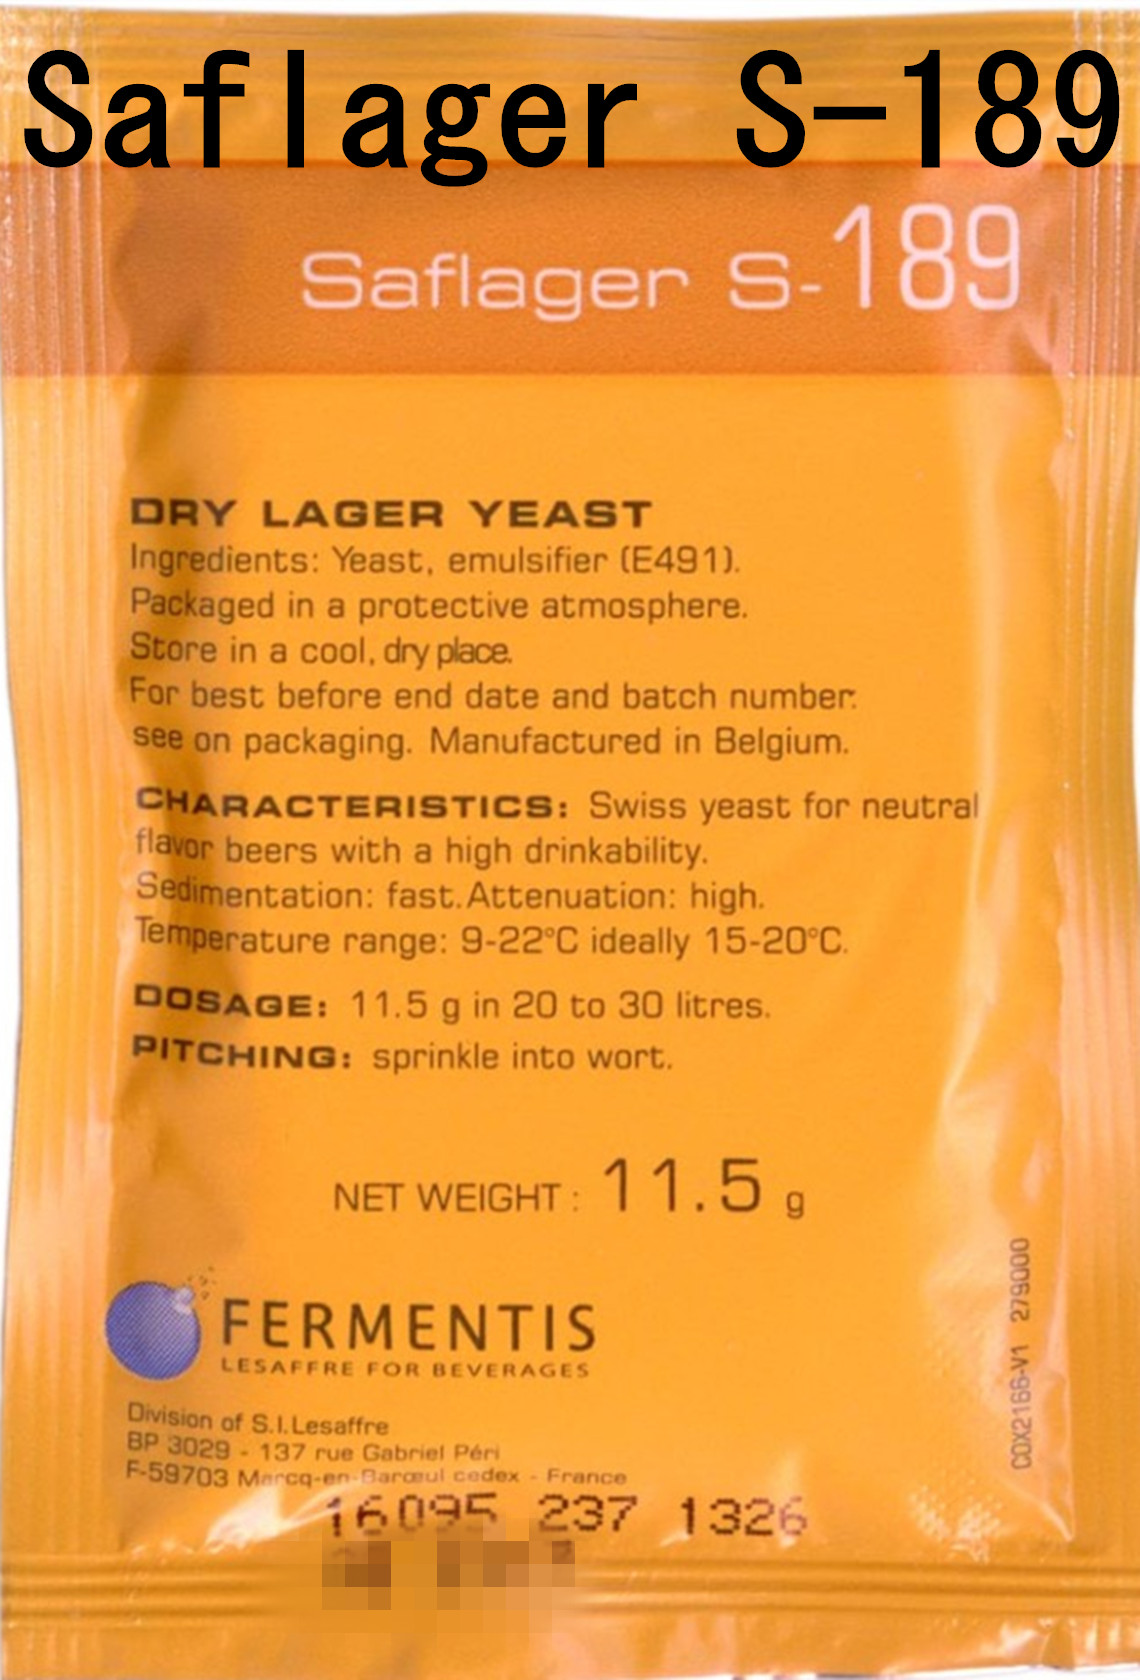 Saflager S-189
Saflager S-189
DRY LAGER YEAST
Ingredients: Yeast, emulsifier (E491).
Packaged in a protective atmosphere.
Store in a cool, dry place.
For best before end date and batch number:
see on packaging. Manufactured in Belgium.
CHARACTERISTICS: Swiss yeast for neutral
flavor beers with a high drinkability.
Sedimentation: fast. Attenuation: high.
Temperature range: 9-22°C ideally 15-20°C.
DOSAGE: 11.5 g in 20 to 30 litres.
PITCHING: sprinkle into wort.
NET WEIGHT : 11.5 g
FERMENTIS
LESAFFRE FOR BEVERAGES
Division of S.I.Lesaffre
BP 3029 - 137 rue Gabriel Péri
F-59703 Marcq-en-Barœul cedex - France
16095 237 1326
COX2166-V1 279000